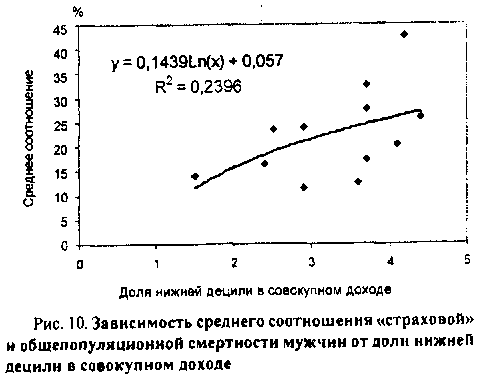 %
45
40
35
30
25
20
15
10
5
0
Среднее соотношение
y = 0,1439Ln(x) + 0,057
R² = 0,2396
0 1 2 3 4 5
Доля нижней децили в совокупном доходе
Рис. 10. Зависимость среднего соотношения «страховой»
и общепопуляционной смертности мужчин от доли нижней
децили в совокупном доходе